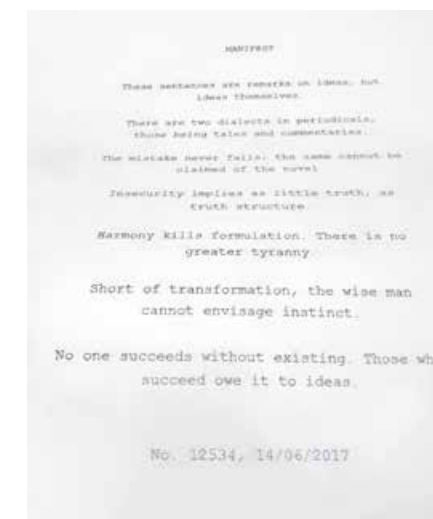 MANIFEST
These sentences are remarks on ideas, not
ideas themselves.
There are two dialects in periodicals,
those being tales and commentaries.
The mistake never fails; the same cannot be
claimed of the novel
Insecurity implies as little truth, as
truth structure
Harmony kills formulation. There is no
greater tyranny
Short of transformation, the wise man
cannot envisage instinct.
No one succeeds without existing. Those wh
succeed owe it to ideas.
No. 12534, 14/06/2017